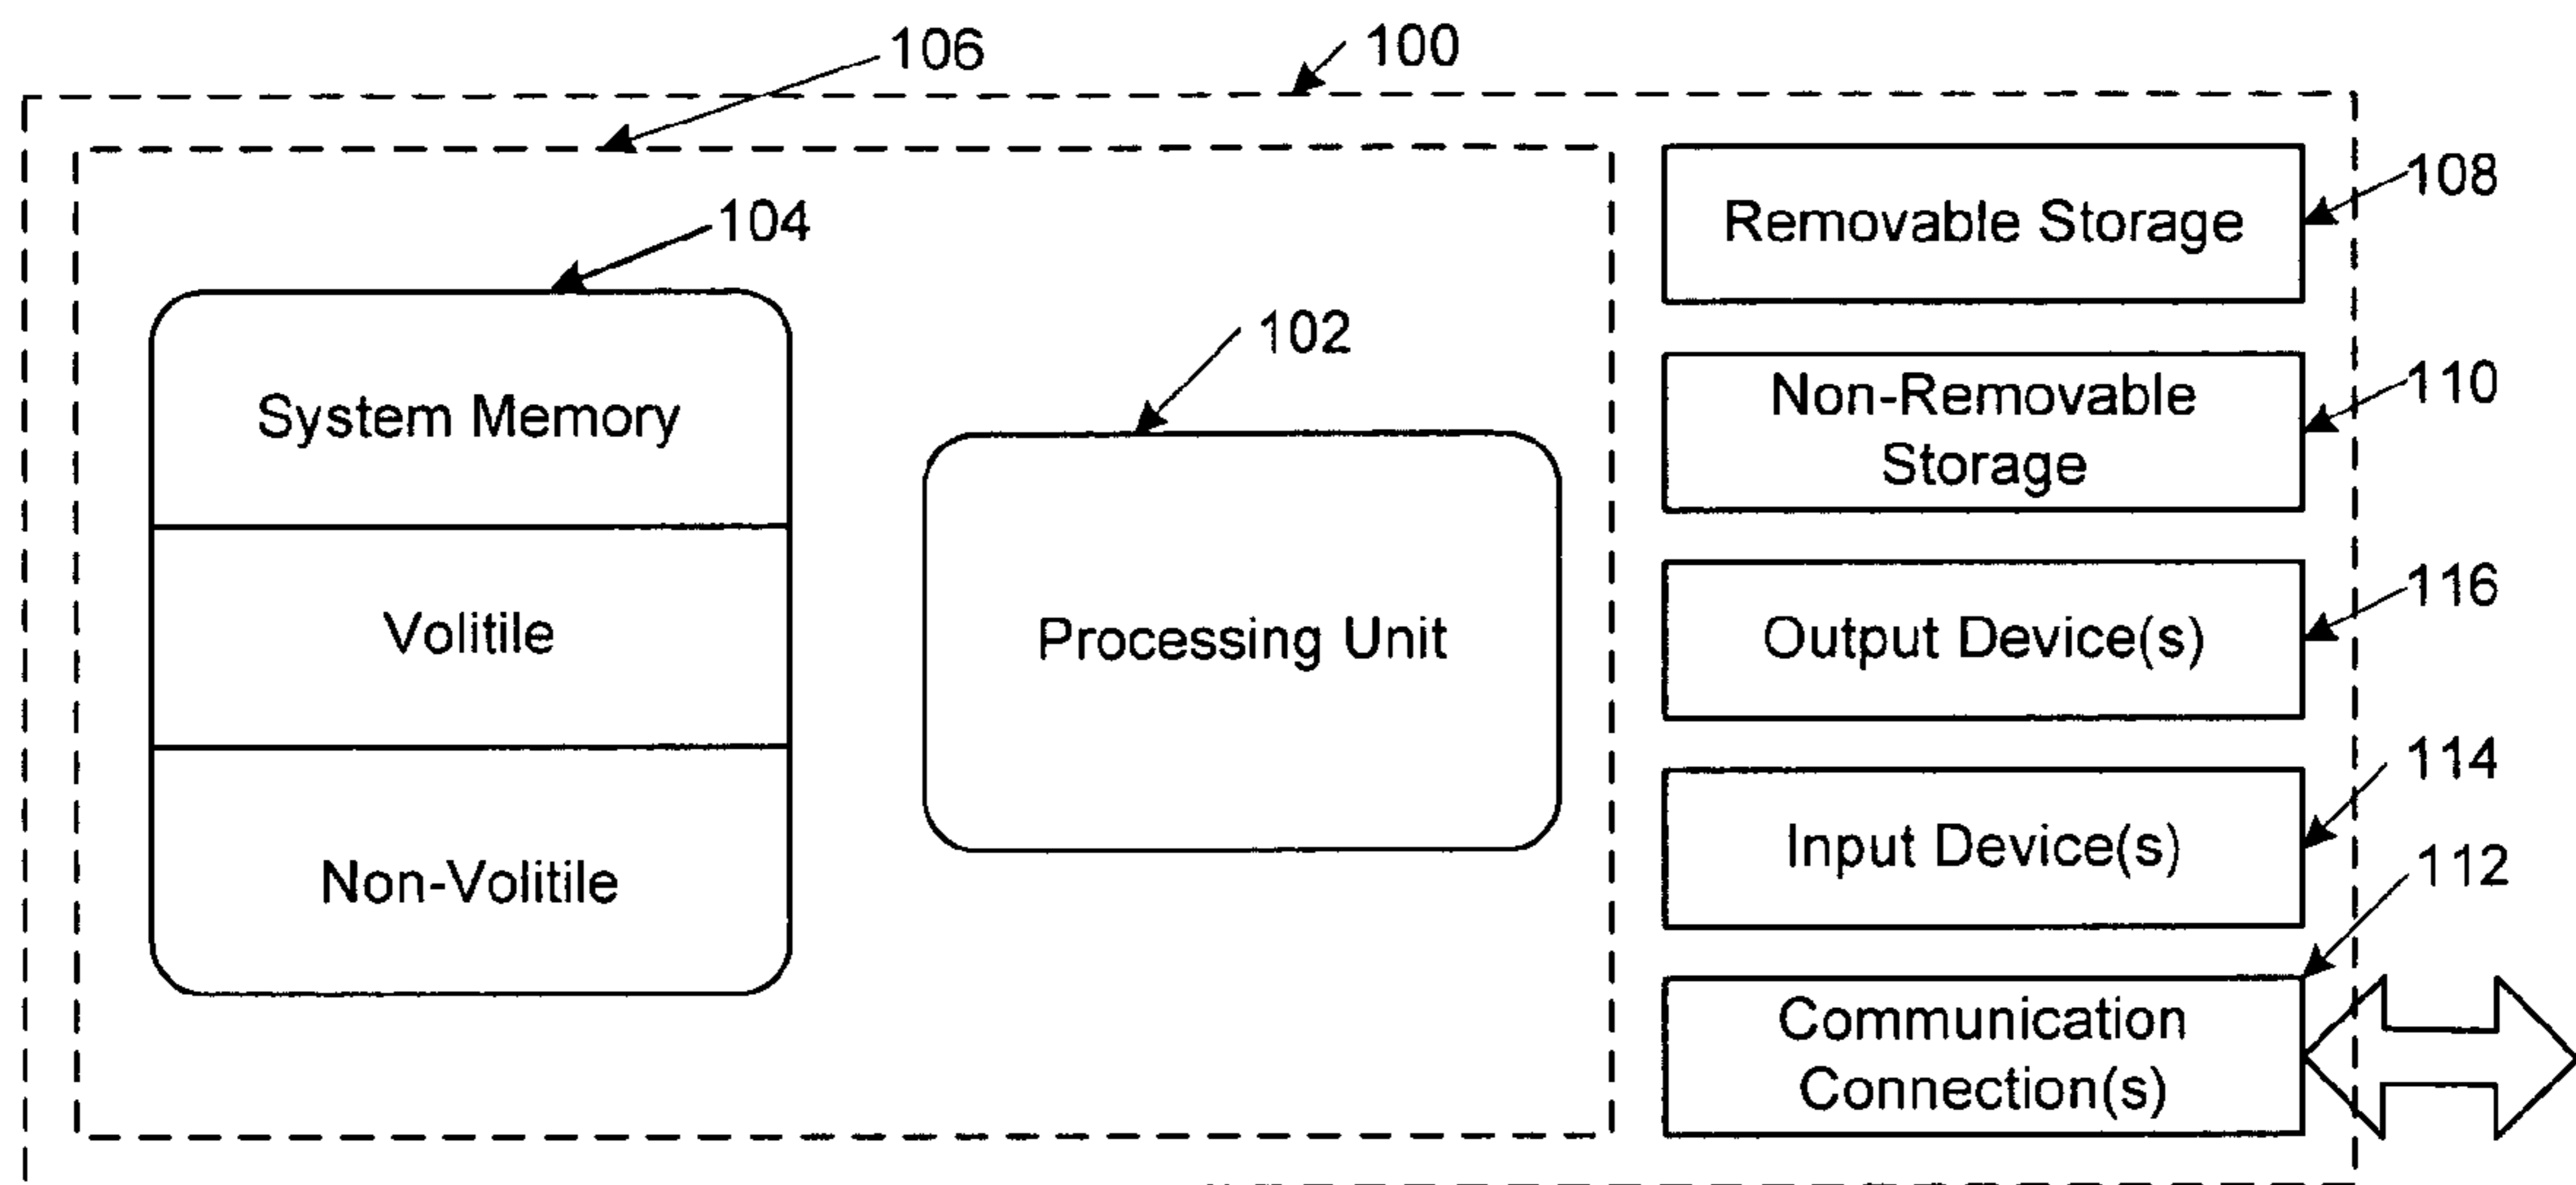 106
100
108
104
Removable Storage
102
110
System Memory
Non-Removable
Storage
116
Volitile
Processing Unit
Output Device(s)
114
Input Device(s)
112
Non-Volitile
Communication
Connection(s)